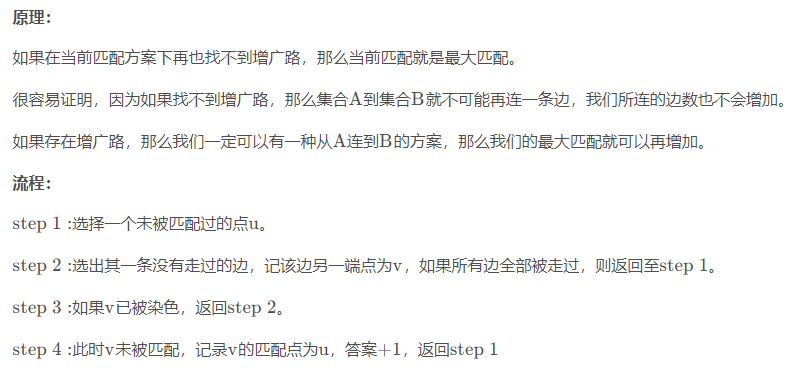 原理：
如果在当前匹配方案下再也找不到增广路，那么当前匹配就是最大匹配。
很容易证明，因为如果找不到增广路，那么集合A到集合B就不可能再连一条边，我们所连的边数也不会增加。
如果存在增广路，那么我们一定可以有一种从A连到B的方案，那么我们的最大匹配就可以再增加。
流程：
step 1 :选择一个未被匹配过的点u。
step 2 :选出其一条没有走过的边，记该边另一端点为v，如果所有边全部被走过，则返回至step 1。
step 3 :如果v已被染色，返回step 2。
step 4 :此时v未被匹配，记录v的匹配点为u，答案+1，返回step 1